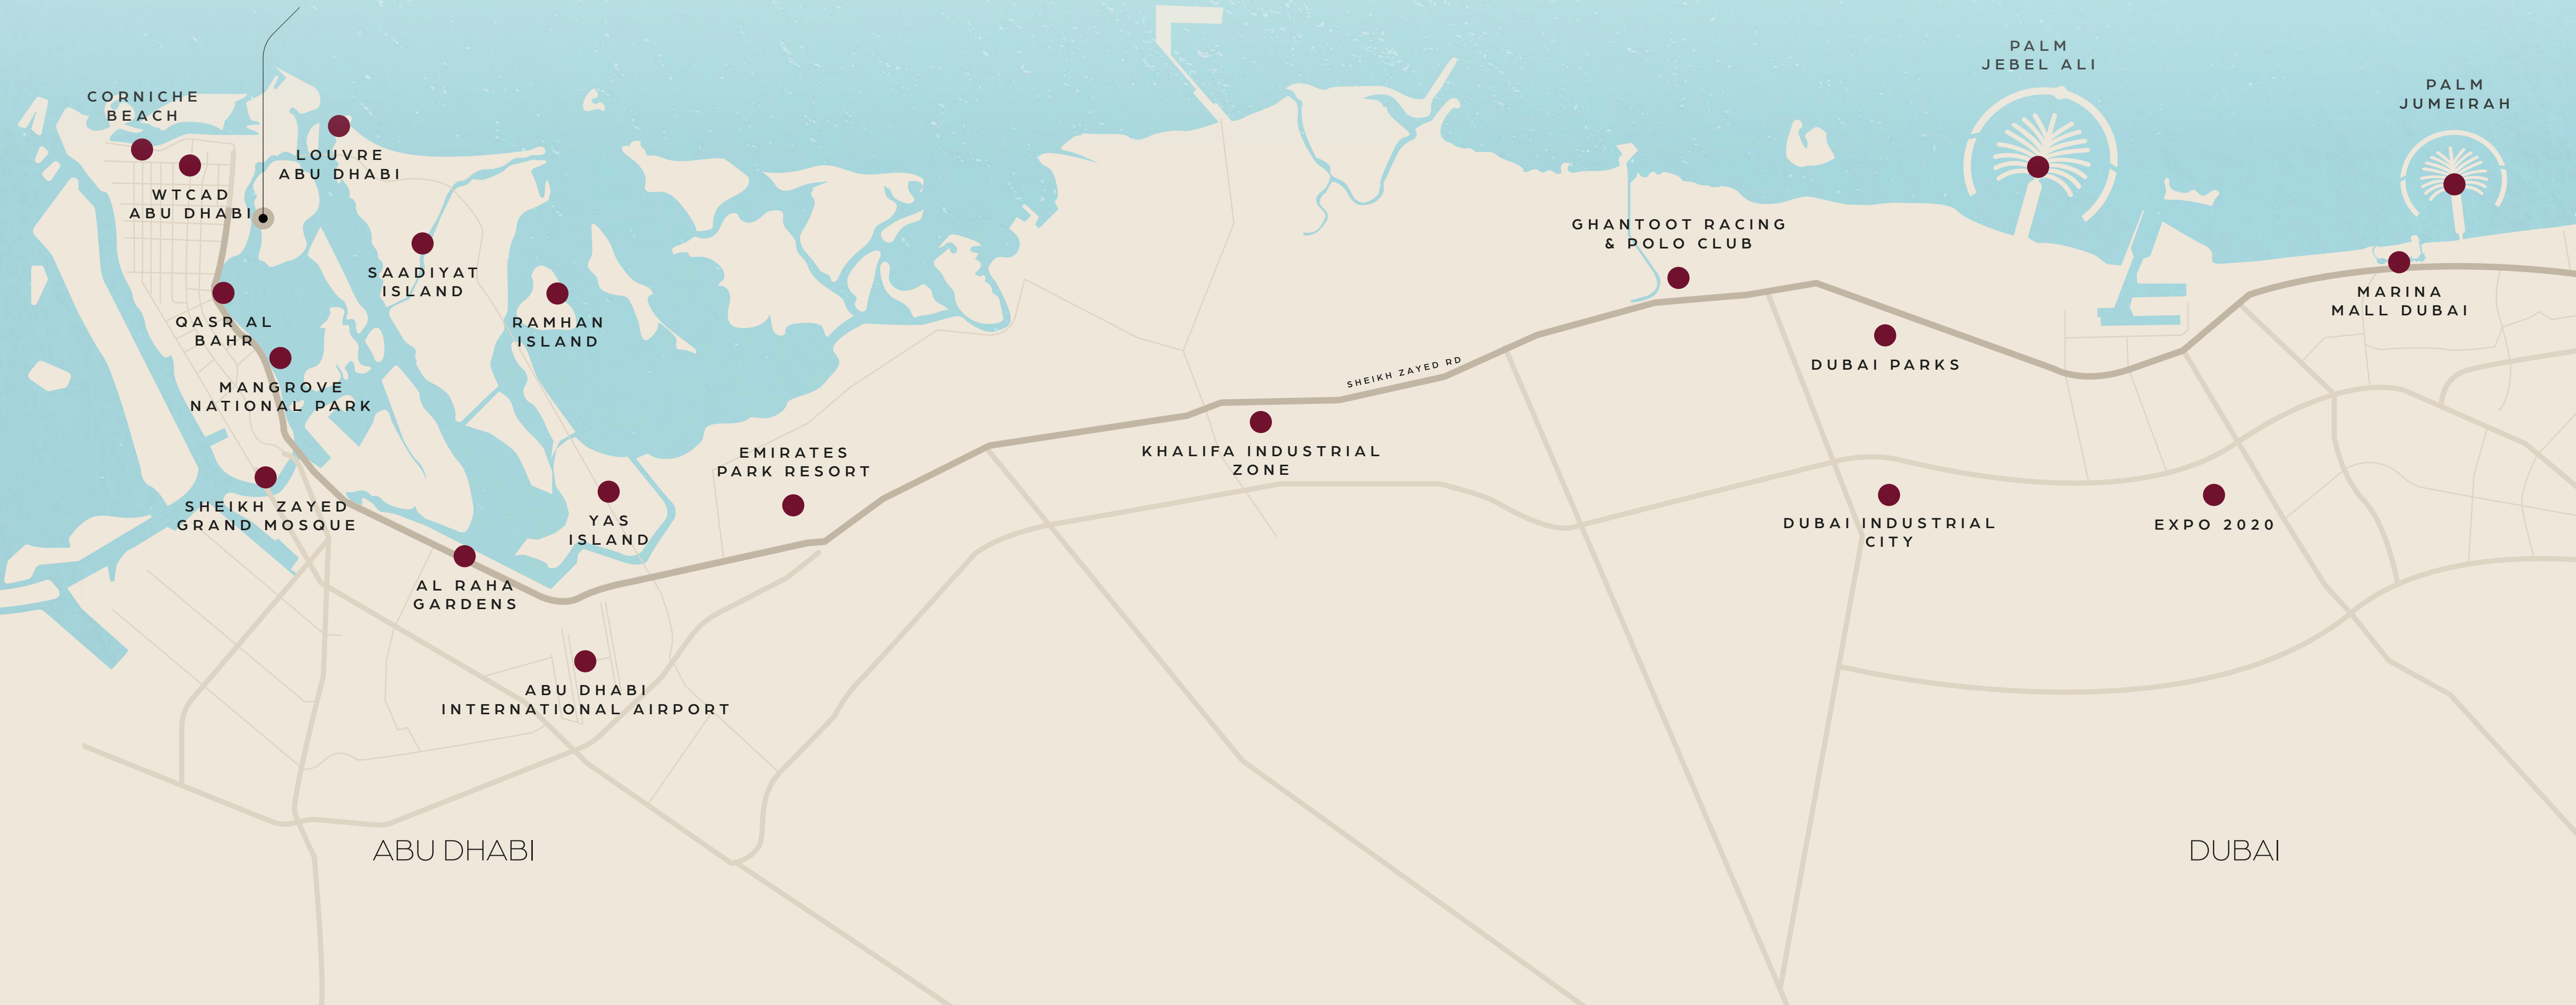 PALM
JEBEL ALI
PALM
JUMEIRAH
CORNICHE
BEACH
LOUVRE
ABU DHABI
WTCAD
ABU DHABI
GHANTOOT RACING
& POLO CLUB
SAADIYAT
ISLAND
MARINA
MALL DUBAI
QASR AL
BAHR
RAMHAN
ISLAND
SHEIKH ZAYED RD
DUBAI PARKS
MANGROVE
NATIONAL PARK
EMIRATES
PARK RESORT
KHALIFA INDUSTRIAL
ZONE
SHEIKH ZAYED
GRAND MOSQUE
YAS
ISLAND
DUBAI INDUSTRIAL
CITY
EXPO 2020
AL RAHA
GARDENS
ABU DHABI
INTERNATIONAL AIRPORT
ABU DHABI
DUBAI